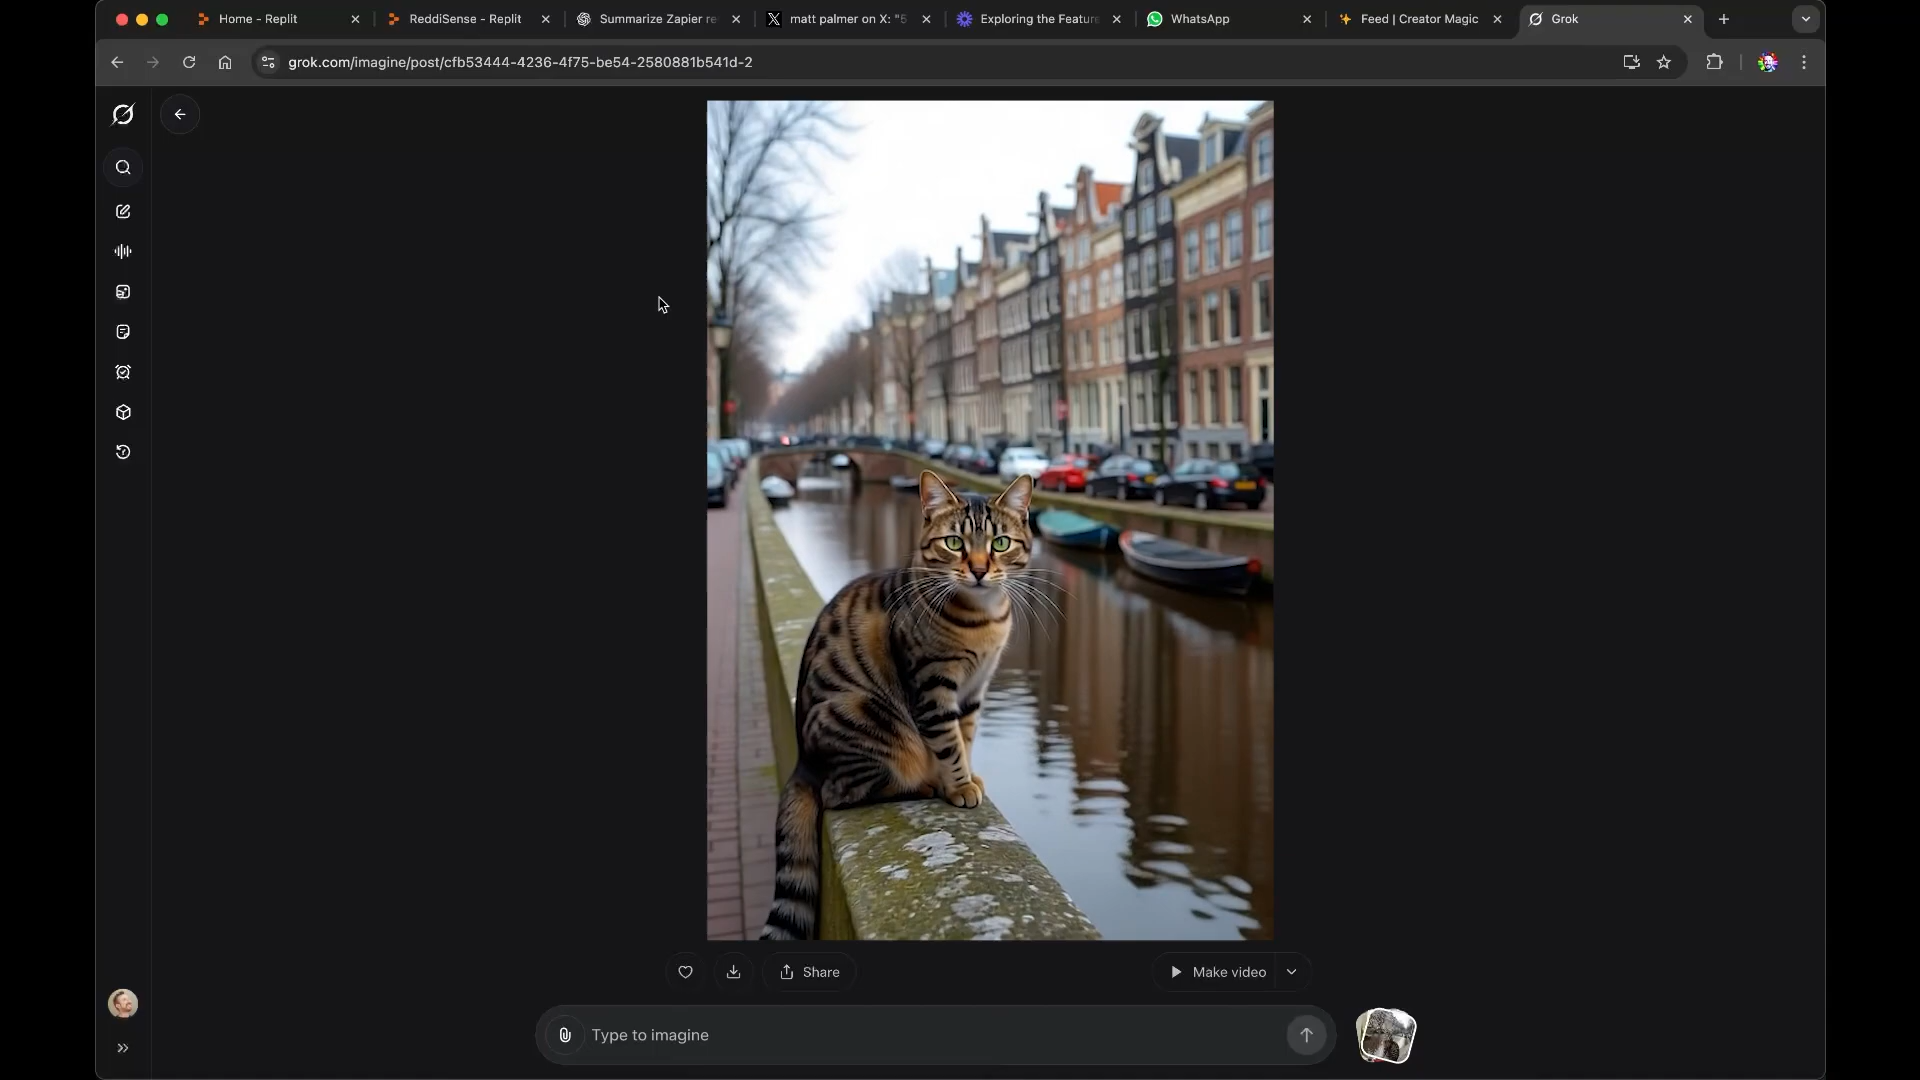 Home - Replit
ReddiSense - Replit
Summarize Zapier re
matt palmer on X: "5
Exploring the Feature
WhatsApp
Feed | Creator Magic
Grok
grok.com/imagine/post/cfb53444-4236-4f75-be54-2580881b541d-2
Share
Make video
Type to imagine